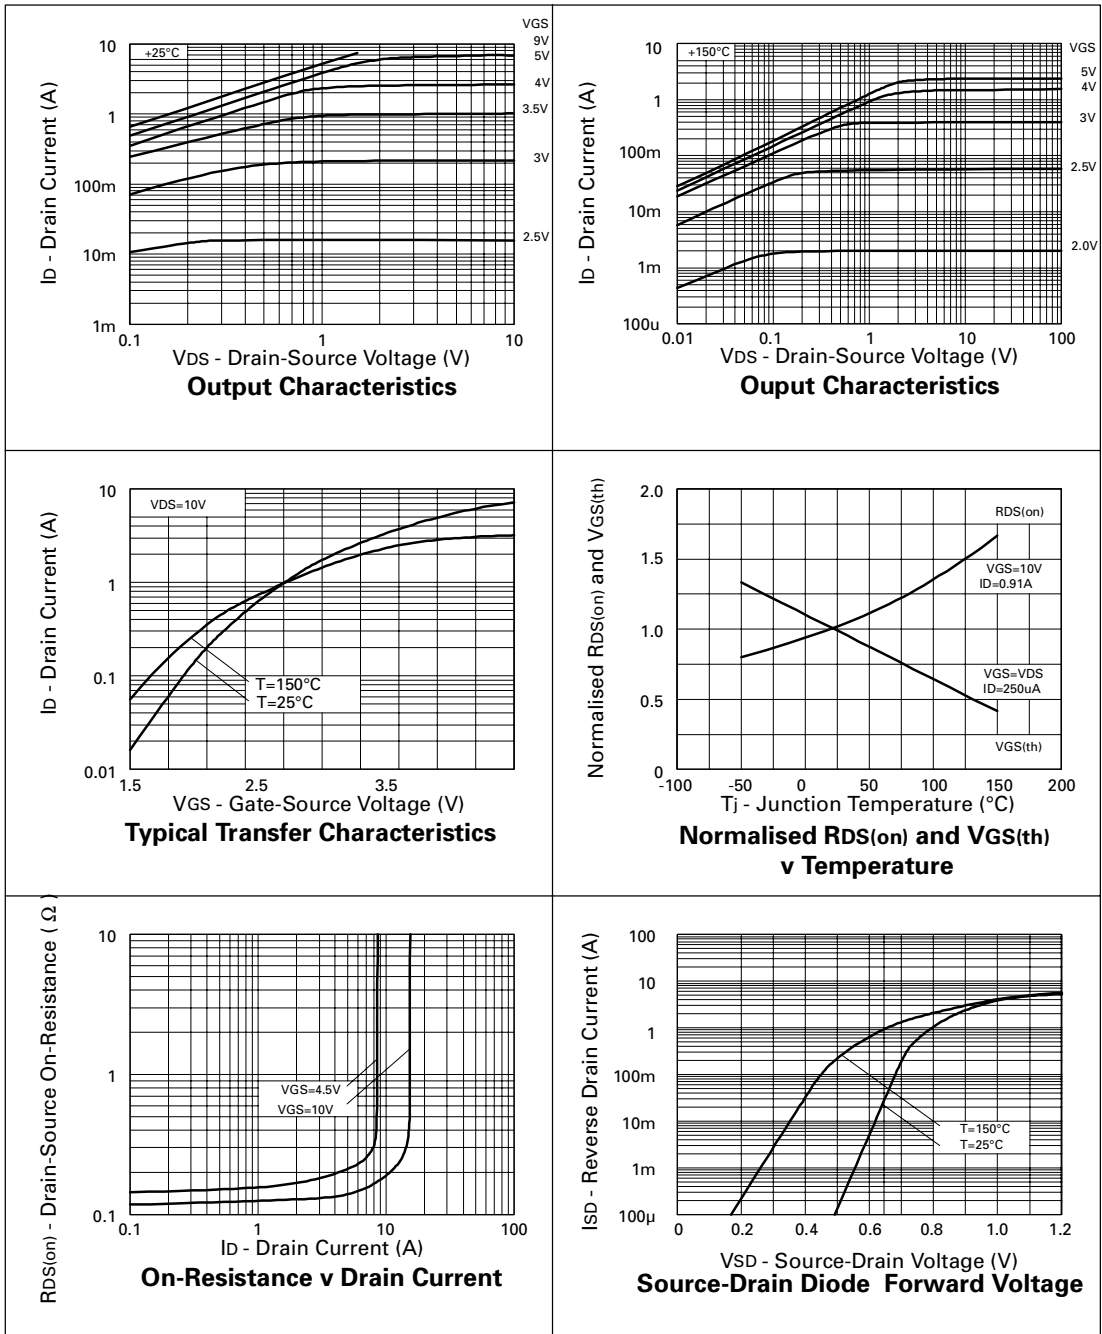 VGS
9V
5V
4V
3.5V
3V
2.5V
+25°C
10
1
100m
10m
1m
0.1
1
10
ID - Drain Current (A)
VDS - Drain-Source Voltage (V)
Output Characteristics
VGS
5V
4V
3V
2.5V
2.0V
+150°C
10
1
100m
10m
1m
100u
0.01
0.1
1
10
100
ID - Drain Current (A)
VDS - Drain-Source Voltage (V)
Ouput Characteristics
VDS=10V
10
1
0.1
0.01
T=150°C
T=25°C
1.5
2.5
3.5
ID - Drain Current (A)
VGS - Gate-Source Voltage (V)
Typical Transfer Characteristics
2.0
1.5
1.0
0.5
0
RDS(on)
VGS=10V
ID=0.91A
VGS=VDS
ID=250uA
VGS(th)
-100
-50
0
50
100
150
200
Normalised RDS(on) and VGS(th)
Tj - Junction Temperature (°C)
Normalised RDS(on) and VGS(th)
v Temperature
10
1
0.1
VGS=4.5V
VGS=10V
0.1
1
10
100
RDS(on) - Drain-Source On-Resistance (Ω)
ID - Drain Current (A)
On-Resistance v Drain Current
100
10
1
100m
10m
1m
100µ
T=150°C
T=25°C
0
0.2
0.4
0.6
0.8
1.0
1.2
ISD - Reverse Drain Current (A)
VSD - Source-Drain Voltage (V)
Source-Drain Diode Forward Voltage